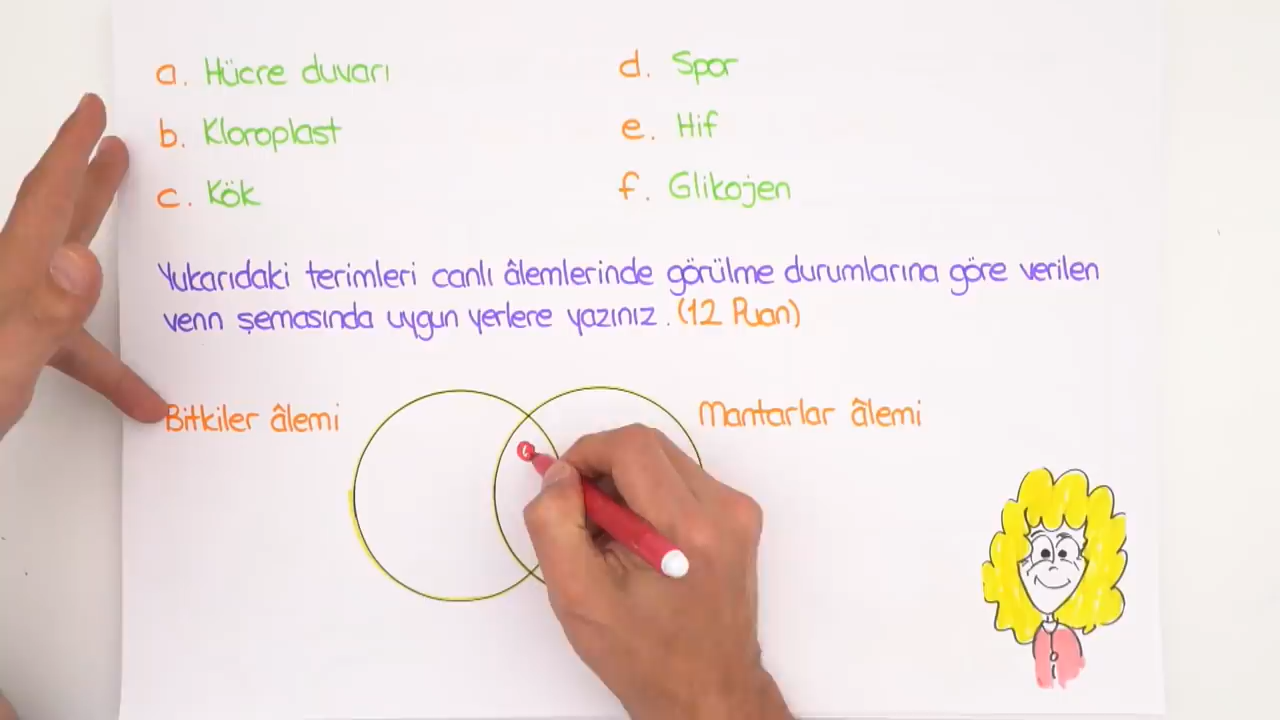 a. Hücre duvarı
b. Kloroplast
c. Kök
d. Spor
e. Hif
f. Glikojen
Yukarıdaki terimleri canlı âlemlerinde görülme durumlarına göre verilen
venn şemasında uygun yerlere yazınız. (12 Puan)
Bitkiler âlemi
Mantarlar âlemi